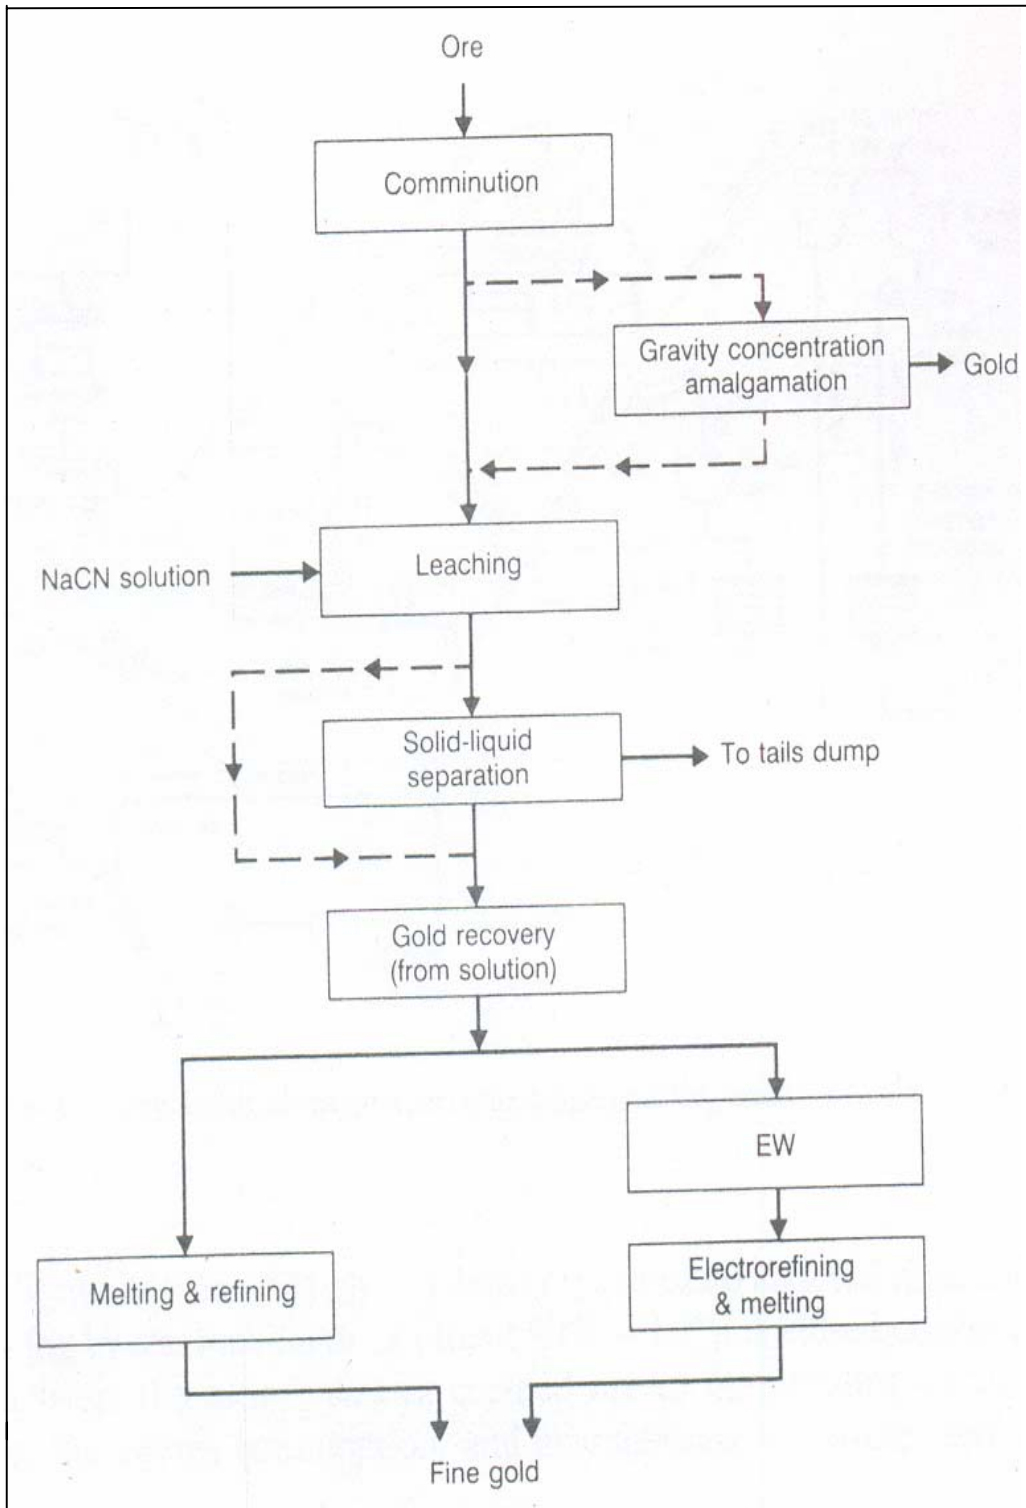 Ore
Comminution
Gravity concentration
amalgamation
Gold
Leaching
NaCN solution
Solid-liquid
separation
To tails dump
Gold recovery
(from solution)
EW
Melting & refining
Electrorefining
& melting
Fine gold